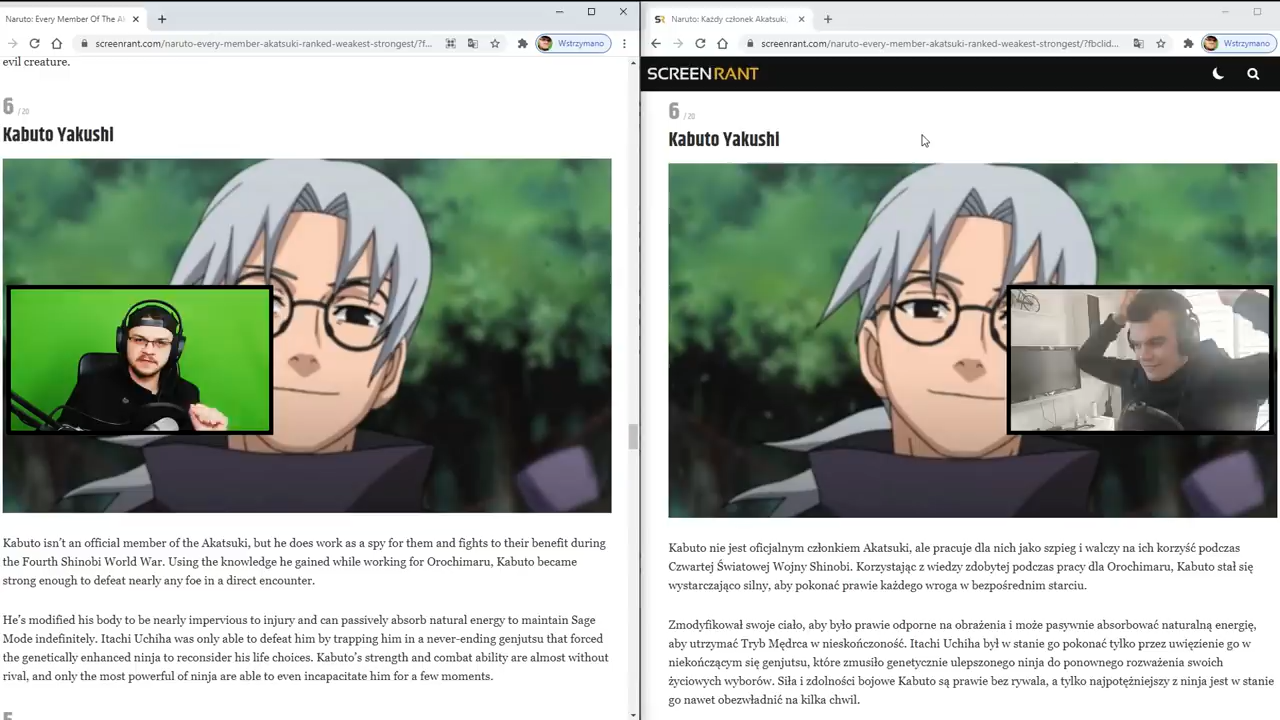 Naruto: Every Member Of The A
Wstrzymano
screenrant.com/naruto-every-member-akatsuki-ranked-weakest-strongest/?f...
evil creature.
6 / 20
Kabuto Yakushi
Kabuto isn't an official member of the Akatsuki, but he does work as a spy for them and fights to their benefit during
the Fourth Shinobi World War. Using the knowledge he gained while working for Orochimaru, Kabuto became
strong enough to defeat nearly any foe in a direct encounter.
He's modified his body to be nearly impervious to injury and can passively absorb natural energy to maintain Sage
Mode indefinitely. Itachi Uchiha was only able to defeat him by trapping him in a never-ending genjutsu that forced
the genetically enhanced ninja to reconsider his life choices. Kabuto's strength and combat ability are almost without
rival, and only the most powerful of ninja are able to even incapacitate him for a few moments.
Naruto: Każdy członek Akatsuki,
screenrant.com/naruto-every-member-akatsuki-ranked-weakest-strongest/?fbclid...
Wstrzymano
SCREENRANT
6 / 20
Kabuto Yakushi
Kabuto nie jest oficjalnym członkiem Akatsuki, ale pracuje dla nich jako szpieg i walczy na ich korzyść podczas
Czwartej Światowej Wojny Shinobi. Korzystając z wiedzy zdobytej podczas pracy dla Orochimaru, Kabuto stał się
wystarczająco silny, aby pokonać prawie każdego wroga w bezpośrednim starciu.
Zmodyfikował swoje ciało, aby było prawie odporne na obrażenia i może pasywnie absorbować naturalną energię,
aby utrzymać Tryb Mędrca w nieskończoność. Itachi Uchiha był w stanie go pokonać tylko przez uwięzienie go w
niekończącym się genjutsu, które zmusiło genetycznie ulepszonego ninja do ponownego rozważenia swoich
życiowych wyborów. Siła i zdolności bojowe Kabuto są prawie bez rywala, a tylko najpotężniejszy z ninja jest w stanie
go nawet obezwładnić na kilka chwil.